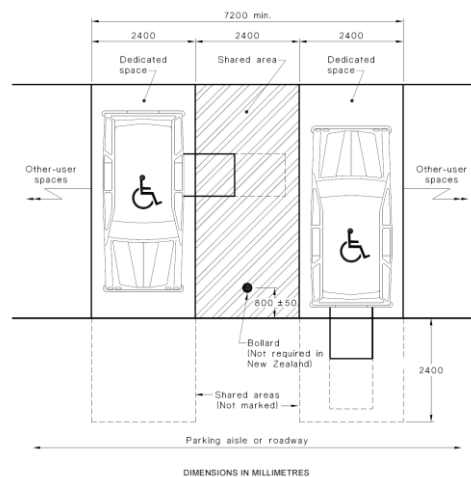 7200 min.
2400
2400
2400
Dedicated
space
Shared area
Dedicated
space
Other-user
spaces
Other-user
spaces
800 ±50
Bollard
(Not required in
New Zealand)
2400
Shared areas
(Not marked)
Parking aisle or roadway
DIMENSIONS IN MILLIMETRES